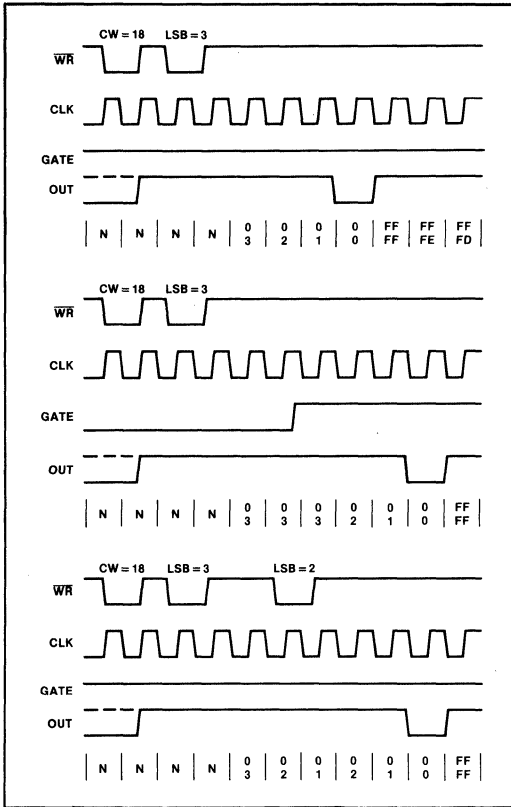 CW = 18 LSB = 3
WR
CLK
GATE
OUT
N N N N 0 0 0 0 FF FF FF
3 2 1 0 FF FE FD
CW = 18 LSB = 3
WR
CLK
GATE
OUT
N N N N 0 0 0 0 0 0 FF
3 3 3 2 1 0 FF
CW = 18 LSB = 3 LSB = 2
WR
CLK
GATE
OUT
N N N N 0 0 0 0 0 0 FF
3 2 1 2 1 0 FF